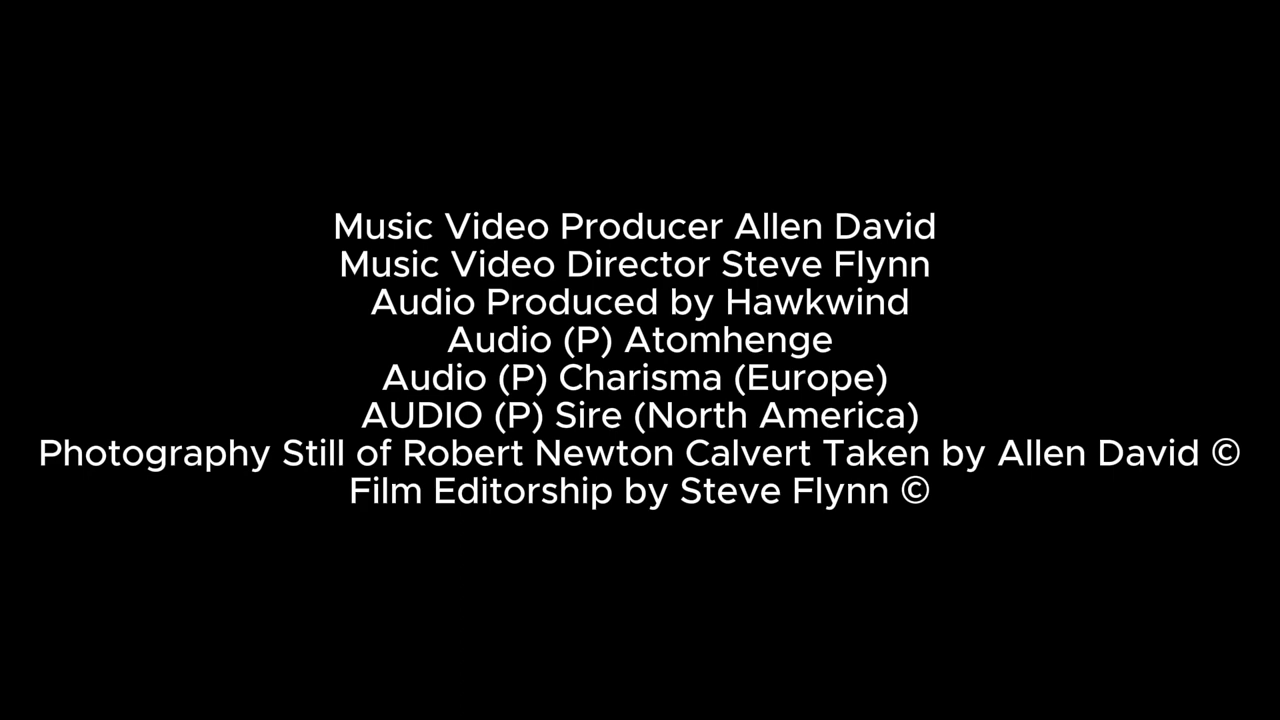 Music Video Producer Allen David
Music Video Director Steve Flynn
Audio Produced by Hawkwind
Audio (P) Atomhenge
Audio (P) Charisma (Europe)
AUDIO (P) Sire (North America)
Photography Still of Robert Newton Calvert Taken by Allen David ©
Film Editorship by Steve Flynn ©